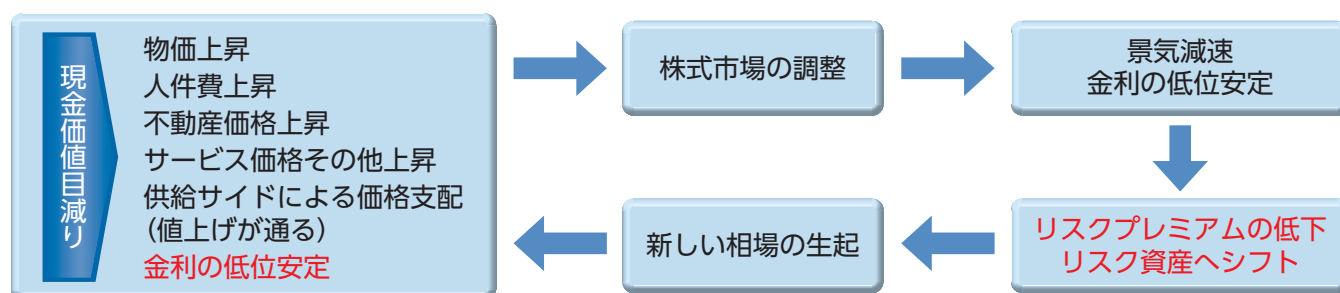 現金価値目減り
物価上昇
人件費上昇
不動産価格上昇
サービス価格その他上昇
供給サイドによる価格支配
(値上げが通る)
金利の低位安定
株式市場の調整
景気減速
金利の低位安定
リスクプレミアムの低下
リスク資産へシフト
新しい相場の生起